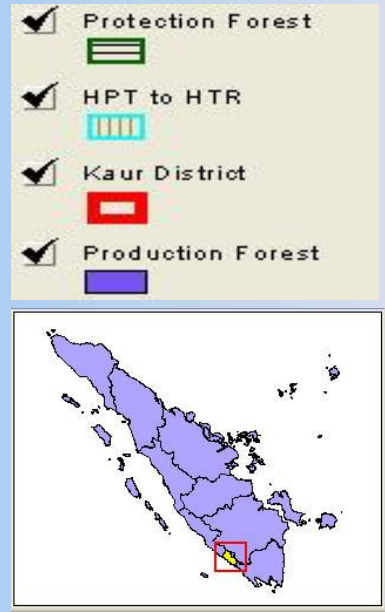 Protection Forest
HPT to HTR
Kaur District
Production Forest